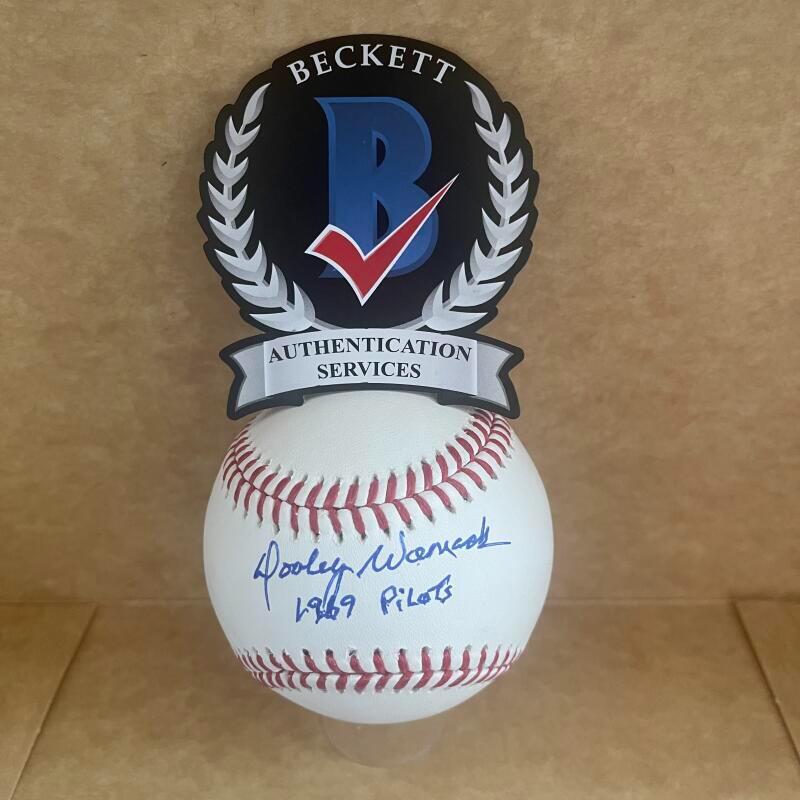 BECKETT
B
AUTHENTICATION
SERVICES
Dooley Womack
1969 Pilots